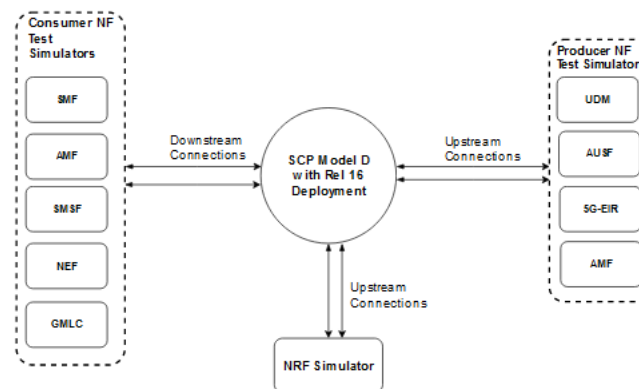 Consumer NF
Test
Simulators
SMF
AMF
SMSF
NEF
GMLC
Downstream
Connections
SCP Model D
with Rel 16
Deployment
Upstream
Connections
Upstream
Connections
NRF Simulator
Producer NF
Test Simulator
UDM
AUSF
5G-EIR
AMF